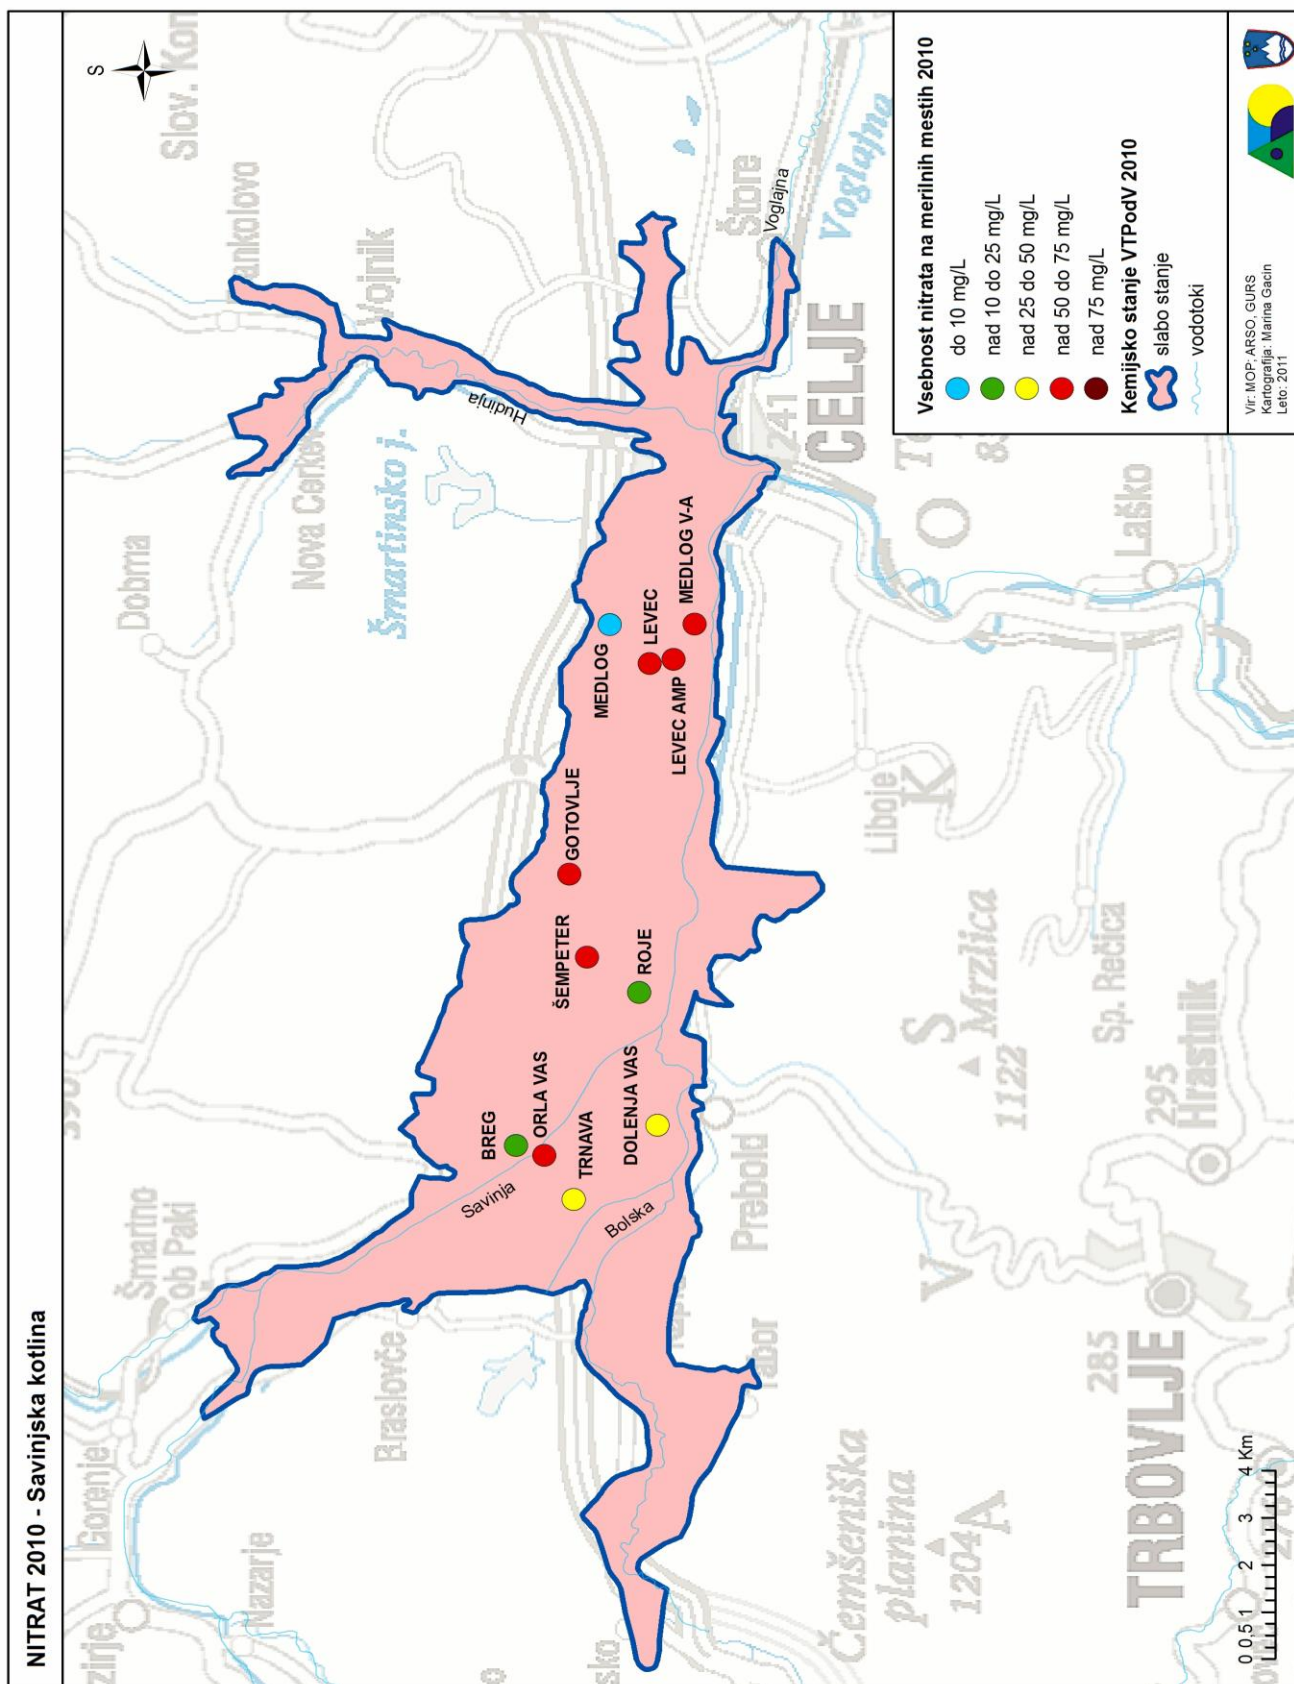 NITRAT 2010 - Savinjska kotlina
S
Slov. Kon
ankolovo
Vojnik
Dobrna
Nova Cerkev
Šmartinsko j.
Hudinja
Štore
Voglajna
Voglajna
CELJE
241
Šmartno
ob Paki
Gorenje
Nazarje
Braslovče
Savinja
Bolska
BREG
ORLA VAS
TRNAVA
DOLENJA VAS
ŠEMPETER
ROJE
GOTOVLJE
MEDLOG
LEVEC
LEVEC AMP
MEDLOG V-A
Prebold
Liboje
Laško
K
S
Mrzlica
1122
Sp. Rečica
295
Hrastnik
V
O
285
TRBOVLJE
Čemšeniška
planina
1204
A
0 0,5 1 2 3 4 Km
Vsebnost nitrata na merilnih mestih 2010
do 10 mg/L
nad 10 do 25 mg/L
nad 25 do 50 mg/L
nad 50 do 75 mg/L
nad 75 mg/L
Kemijsko stanje VTPodV 2010
slabo stanje
vodotoki
Vir: MOP, ARSO, GURS
Kartografija: Marina Gacin
Leto: 2011